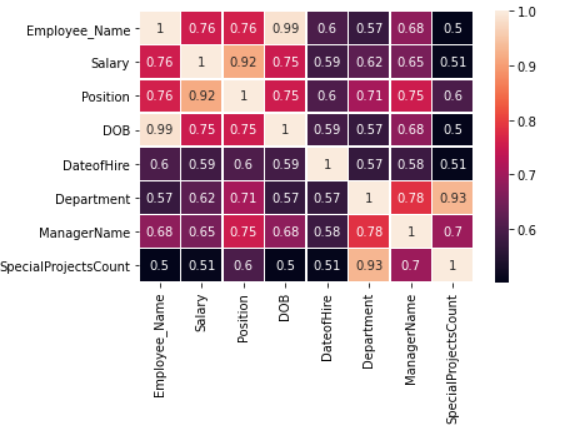 Employee_Name 1 0.76 0.76 0.99 0.6 0.57 0.68 0.5
Salary 0.76 1 0.92 0.75 0.59 0.62 0.65 0.51
Position 0.76 0.92 1 0.75 0.6 0.71 0.75 0.6
DOB 0.99 0.75 0.75 1 0.59 0.57 0.68 0.5
DateofHire 0.6 0.59 0.6 0.59 1 0.57 0.58 0.51
Department 0.57 0.62 0.71 0.57 0.57 1 0.78 0.93
ManagerName 0.68 0.65 0.75 0.68 0.58 0.78 1 0.7
SpecialProjectsCount 0.5 0.51 0.6 0.5 0.51 0.93 0.7 1
Employee_Name
Salary
Position
DOB
DateofHire
Department
ManagerName
SpecialProjectsCount
1.0
0.9
0.8
0.7
0.6